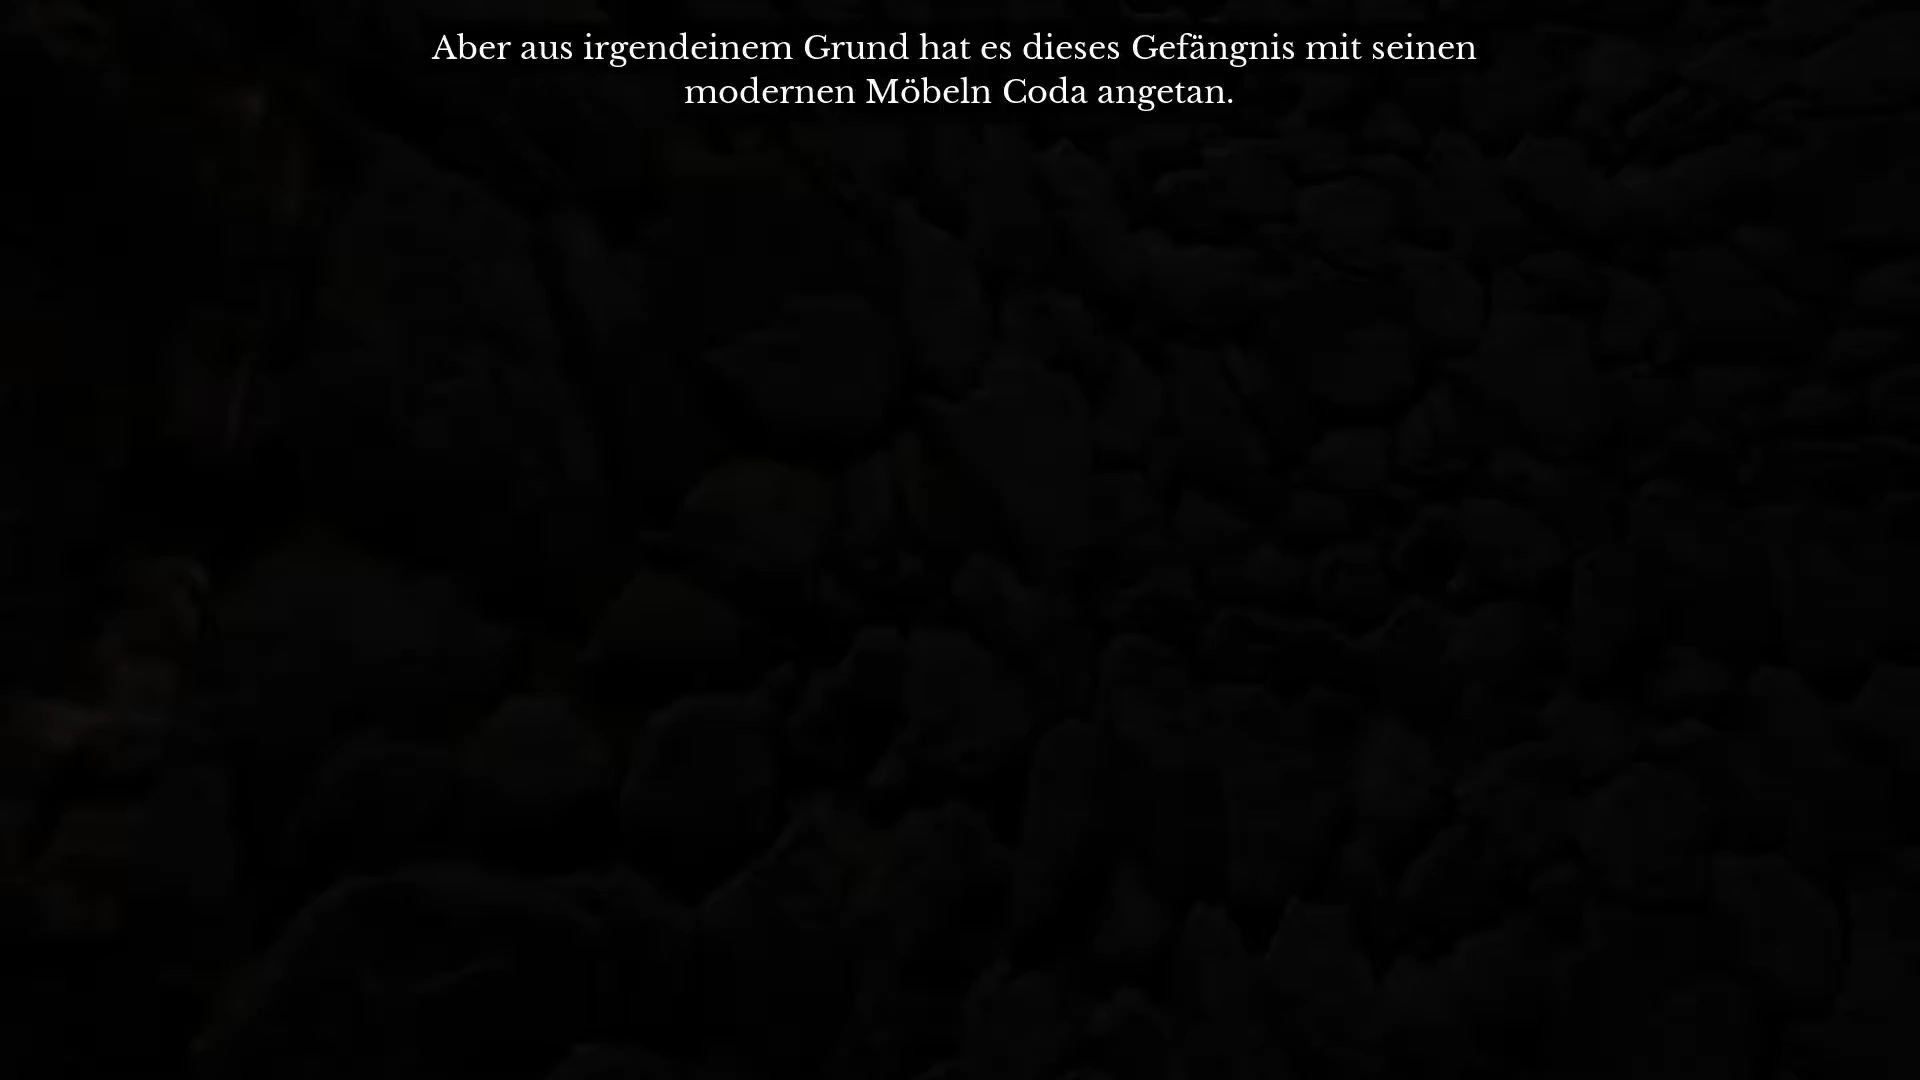 Aber aus irgendeinem Grund hat es dieses Gefängnis mit seinen
modernen Möbeln Coda angetan.